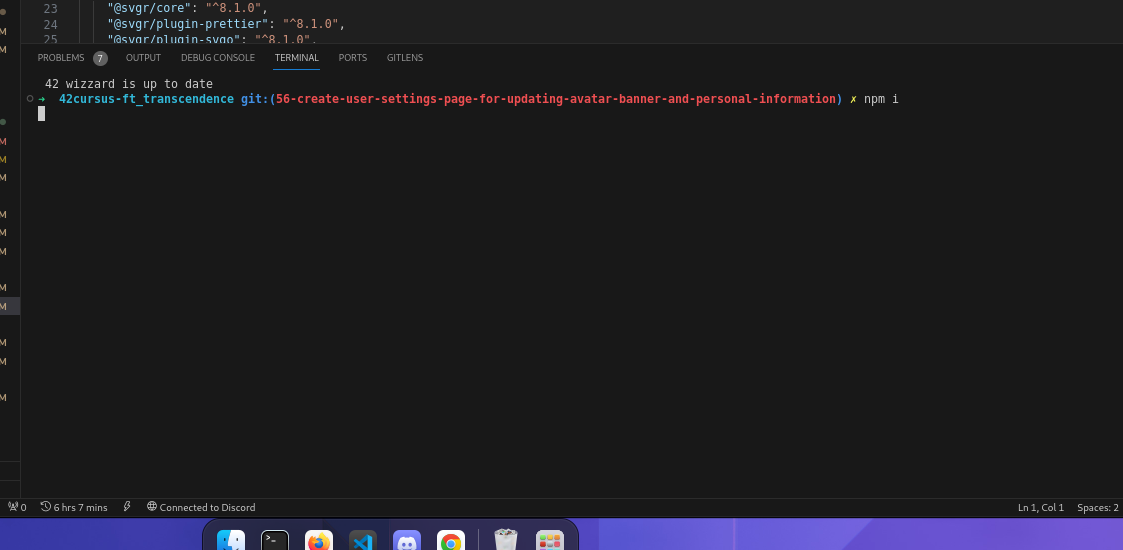 23 "@svgr/core": "^8.1.0",
24 "@svgr/plugin-prettier": "^8.1.0",
25 "@svgr/plugin-svgo": "^8.1.0",
M
M
PROBLEMS 7 OUTPUT DEBUG CONSOLE TERMINAL PORTS GITLENS
42 wizzard is up to date
➜ 42cursus-ft_transcendence git:(56-create-user-settings-page-for-updating-avatar-banner-and-personal-information) ✗ npm i
M
M
M
M
M
M
M
M
M
M
M
0 6 hrs 7 mins Connected to Discord Ln 1, Col 1 Spaces: 2
>_